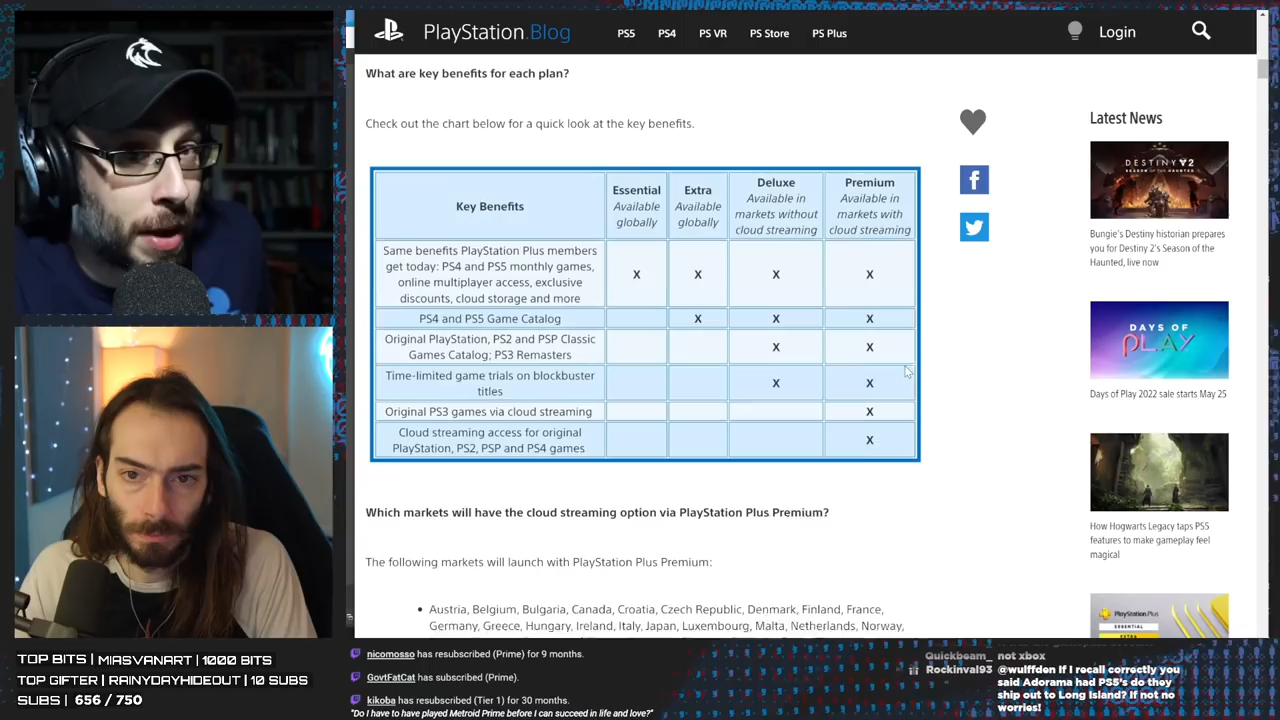 PlayStation.Blog
PS5
PS4
PS VR
PS Store
PS Plus
Login
What are key benefits for each plan?
Check out the chart below for a quick look at the key benefits.
Key Benefits
Essential
Available
globally
Extra
Available
globally
Deluxe
Available in
markets without
cloud streaming
Premium
Available in
markets with
cloud streaming
Same benefits PlayStation Plus members
get today: PS4 and PS5 monthly games,
online multiplayer access, exclusive
discounts, cloud storage and more
X X X X
PS4 and PS5 Game Catalog
X X X
Original PlayStation, PS2 and PSP Classic
Games Catalog; PS3 Remasters
X X
Time-limited game trials on blockbuster
titles
X X
Original PS3 games via cloud streaming
X
Cloud streaming access for original
PlayStation, PS2, PSP and PS4 games
X
Which markets will have the cloud streaming option via PlayStation Plus Premium?
The following markets will launch with PlayStation Plus Premium:
• Austria, Belgium, Bulgaria, Canada, Croatia, Czech Republic, Denmark, Finland, France,
Germany, Greece, Hungary, Ireland, Italy, Japan, Luxembourg, Malta, Netherlands, Norway,
Latest News
DESTINY 2
SEASON OF THE HAUNTED
Bungie's Destiny historian prepares
you for Destiny 2's Season of the
Haunted, live now
DAYS OF
PLAY
Days of Play 2022 sale starts May 25
How Hogwarts Legacy taps PS5
features to make gameplay feel
magical
PlayStation.Plus
ESSENTIAL
EXTRA
TOP BITS | MIASVANART | 1000 BITS
TOP GIFTER | RAINYDAYHIDEOUT | 10 SUBS
SUBS | 656 / 750
nicomosso has resubscribed (Prime) for 9 months.
GovtFatCat has subscribed (Prime).
kikoba has resubscribed (Tier 1) for 30 months.
"Do I have to have played Metroid Prime before I can succeed in life and love?"
Quickbeam_
not xbox
Rockinval93
@wulffden If I recall correctly you
said Adorama had PS5's do they
ship out to Long Island? If not no
worries!